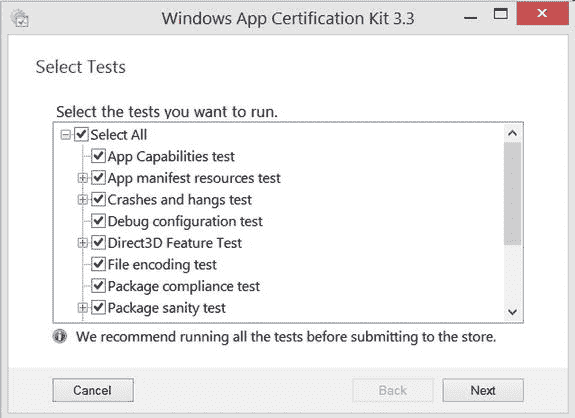 Windows App Certification Kit 3.3
Select Tests
Select the tests you want to run.
Select All
App Capabilities test
App manifest resources test
Crashes and hangs test
Debug configuration test
Direct3D Feature Test
File encoding test
Package compliance test
Package sanity test
We recommend running all the tests before submitting to the store.
Cancel Back Next